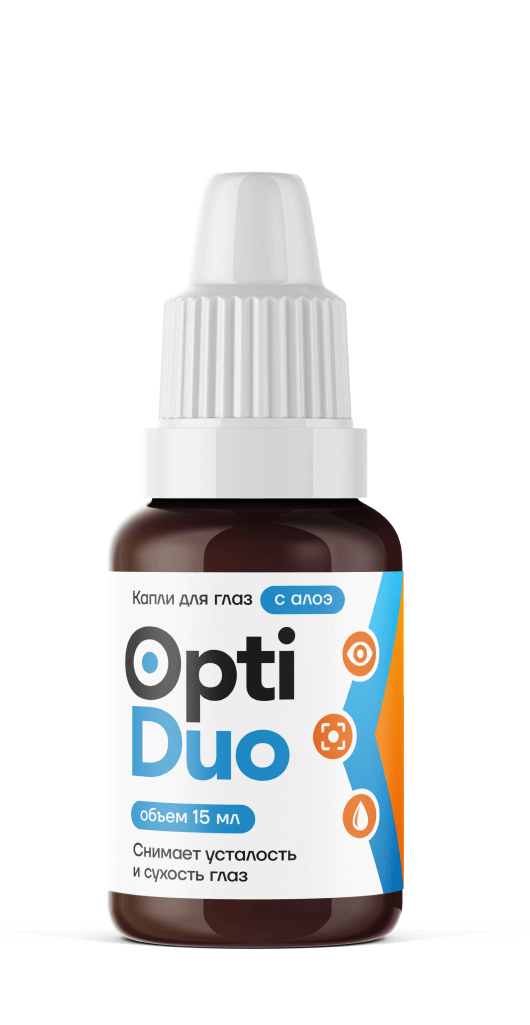 Капли для глаз с алоэ
Opti
Duo
объем 15 мл
Снимает усталость
и сухость глаз